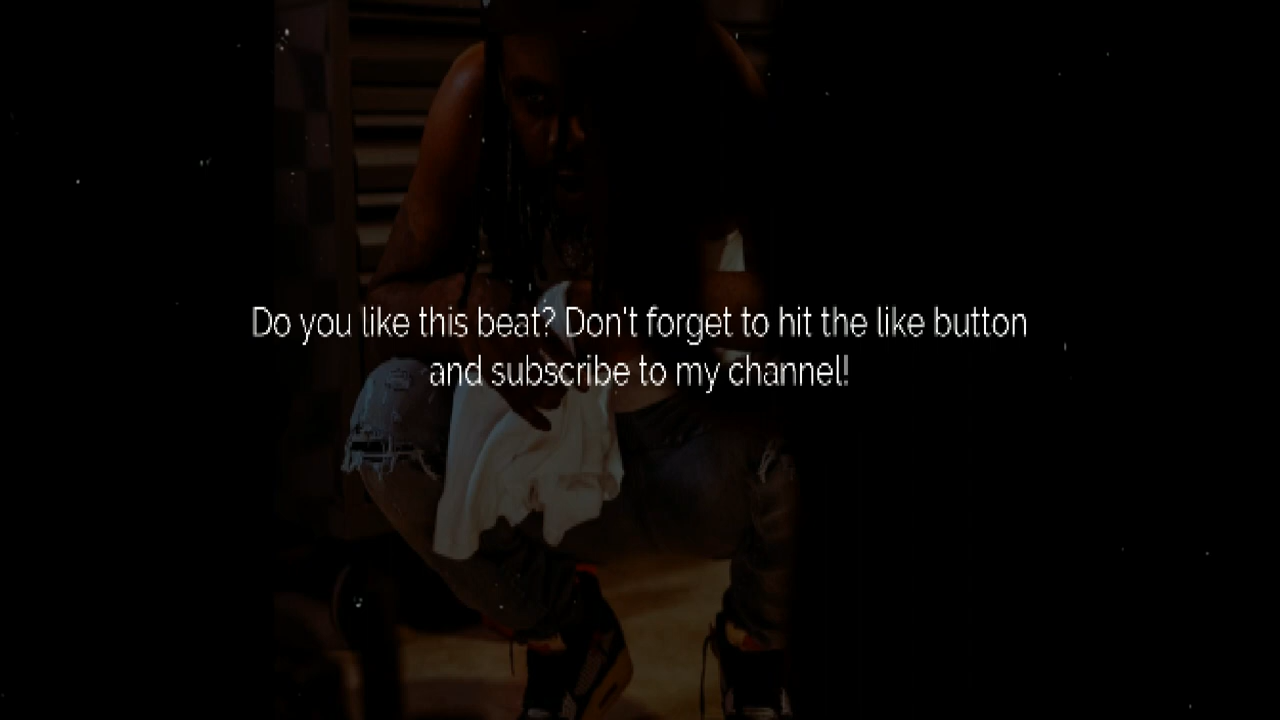 Do you like this beat? Don't forget to hit the like button
and subscribe to my channel!